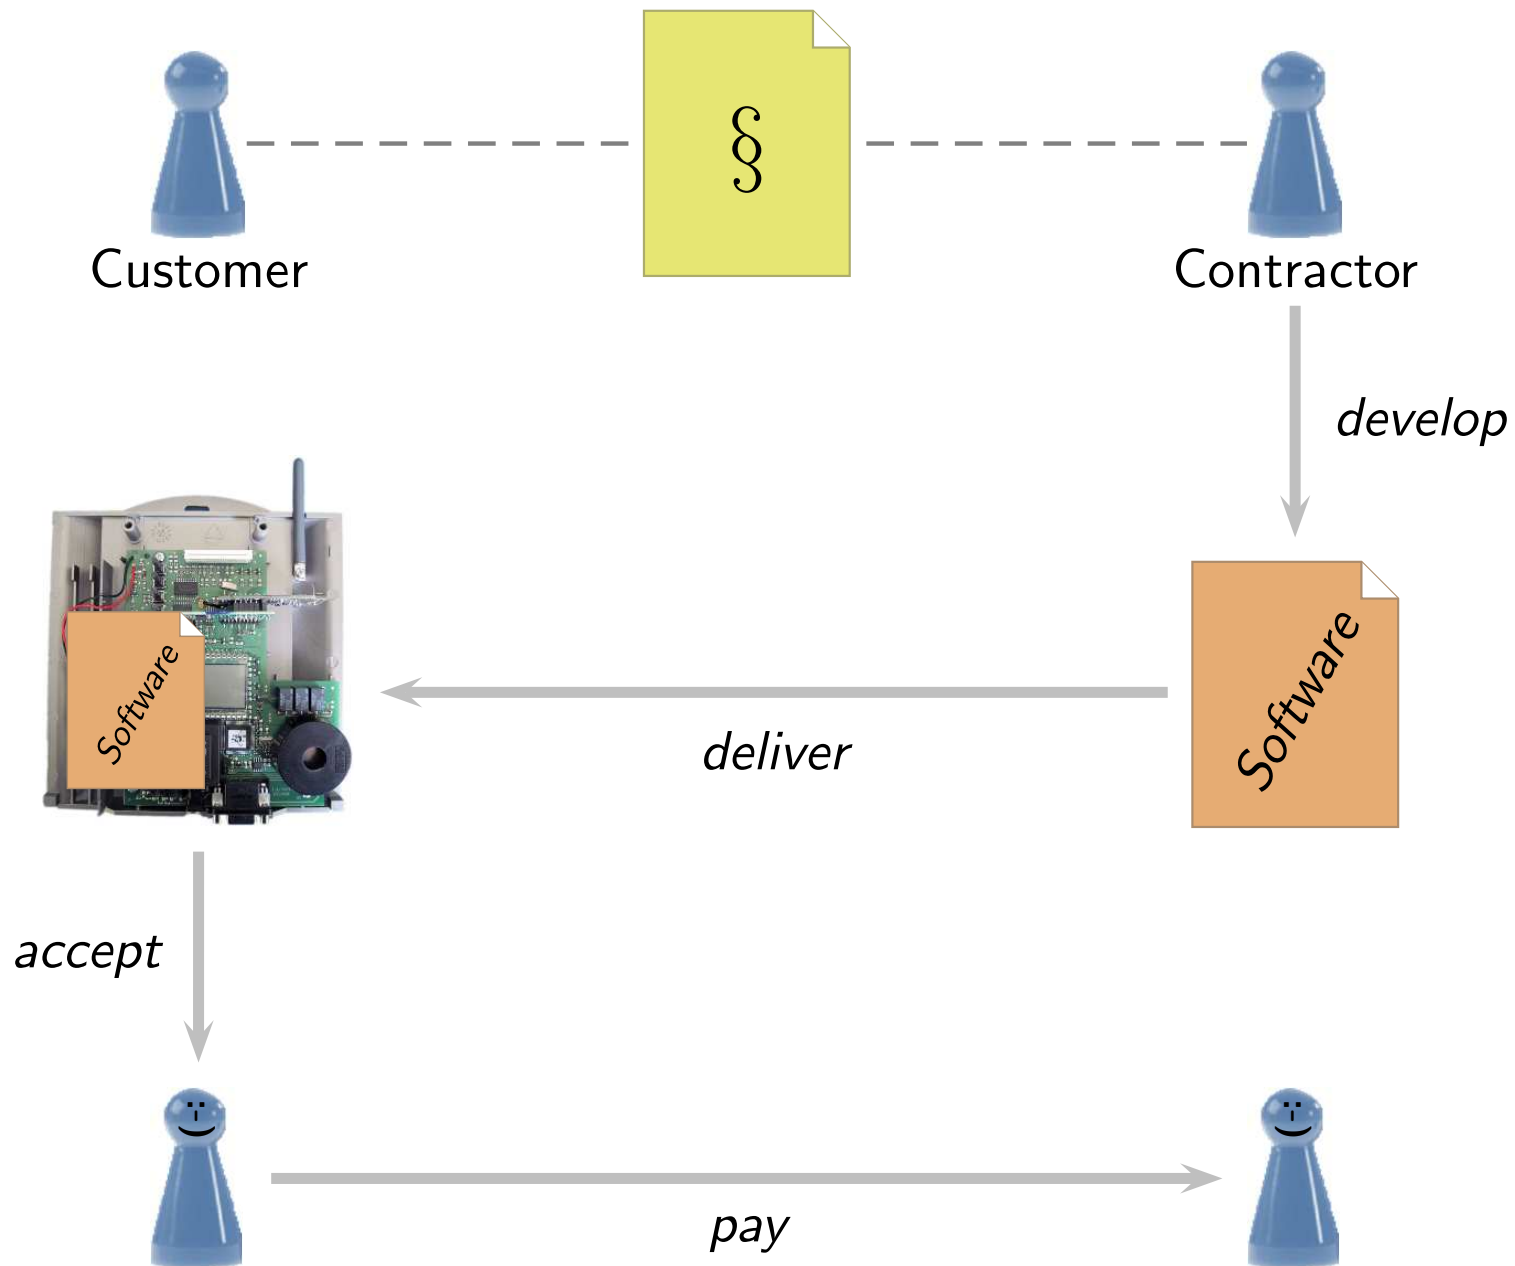 §
Customer
Contractor
develop
Software
Software
deliver
accept
pay